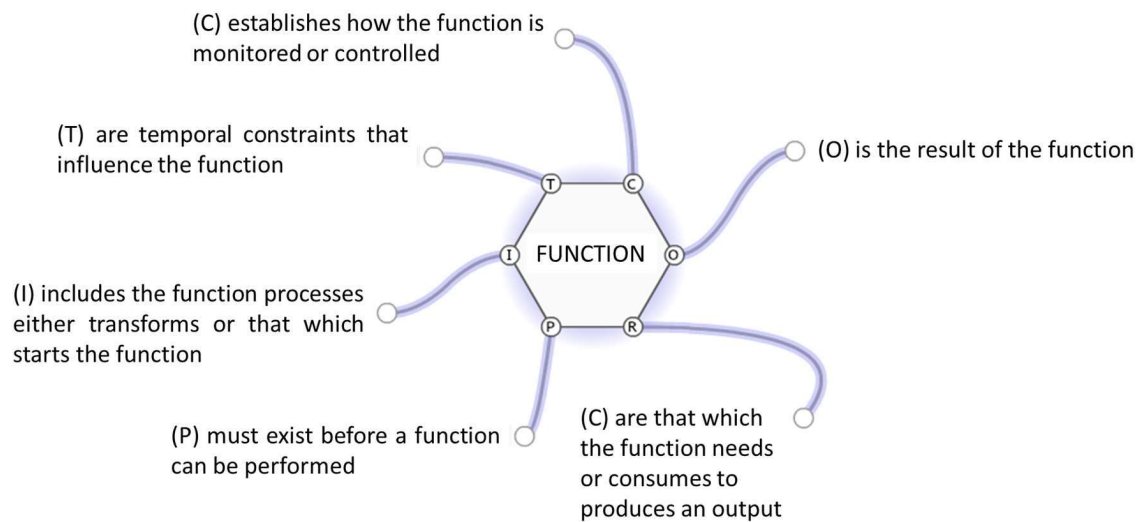 (C) establishes how the function is
monitored or controlled
(T) are temporal constraints that
influence the function
(O) is the result of the function
T
C
I
FUNCTION
O
(I) includes the function processes
either transforms or that which
starts the function
P
R
(P) must exist before a function
can be performed
(C) are that which
the function needs
or consumes to
produces an output